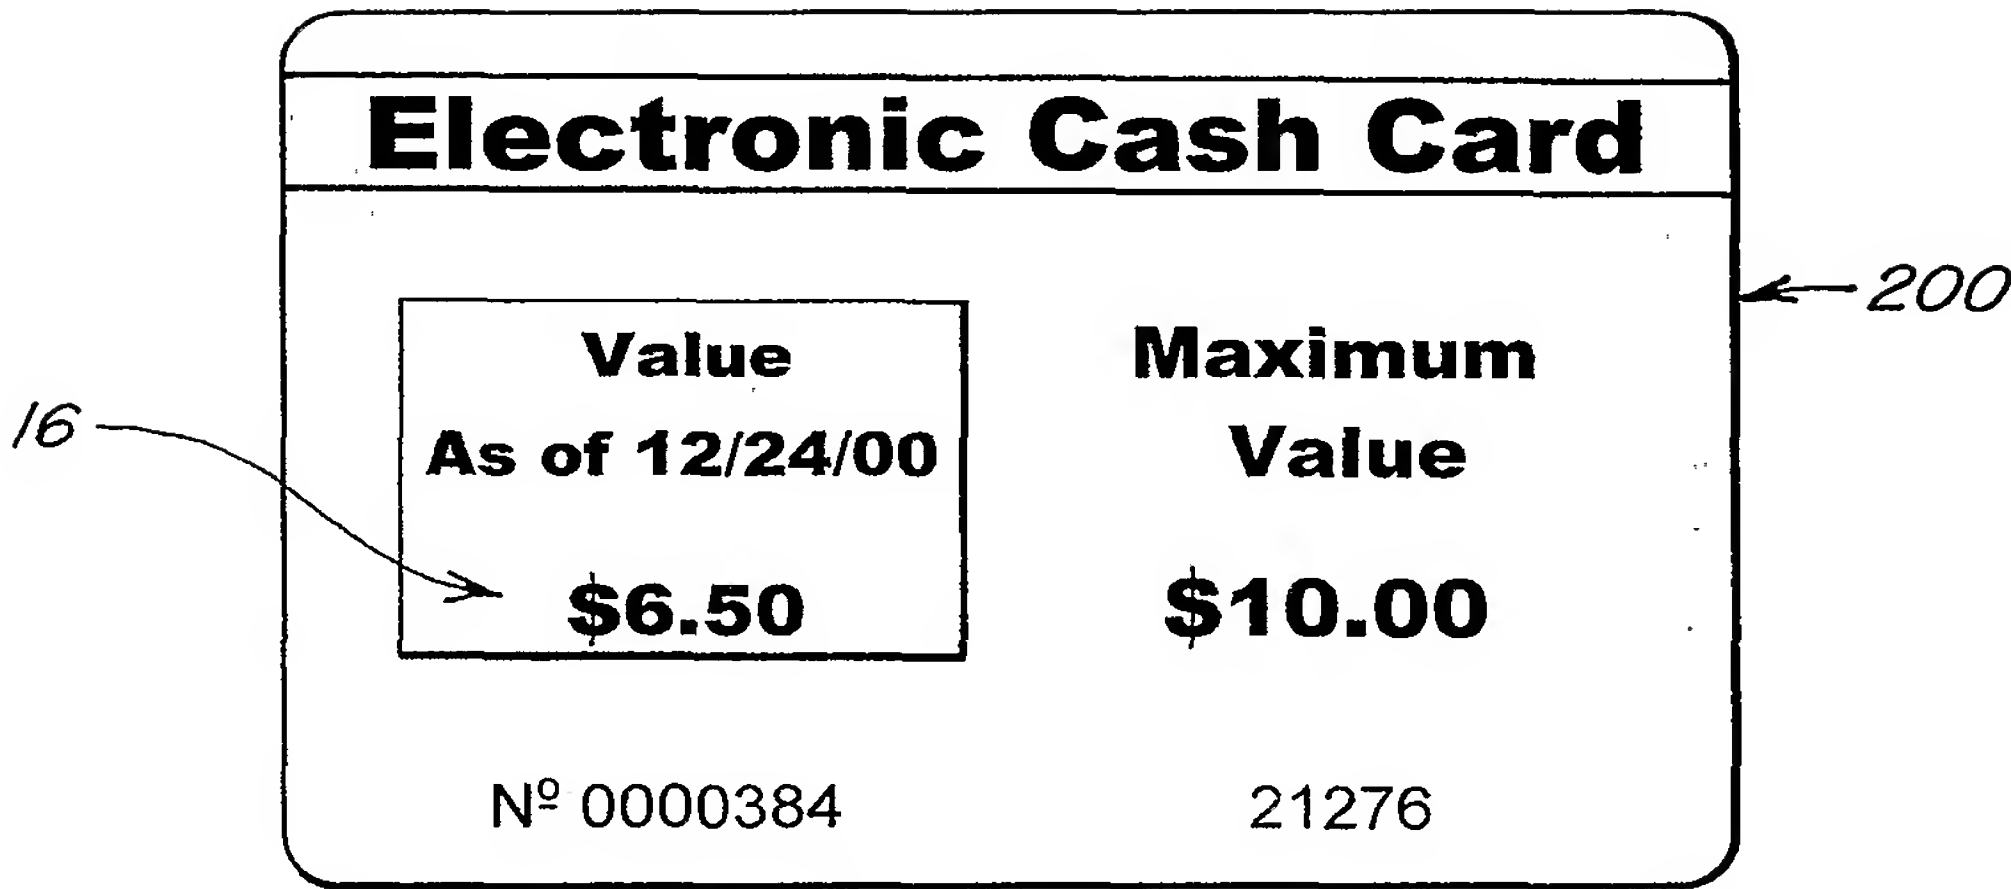 Electronic Cash Card
200
Value
As of 12/24/00
$6.50
Maximum
Value
$10.00
16
Nº 0000384
21276